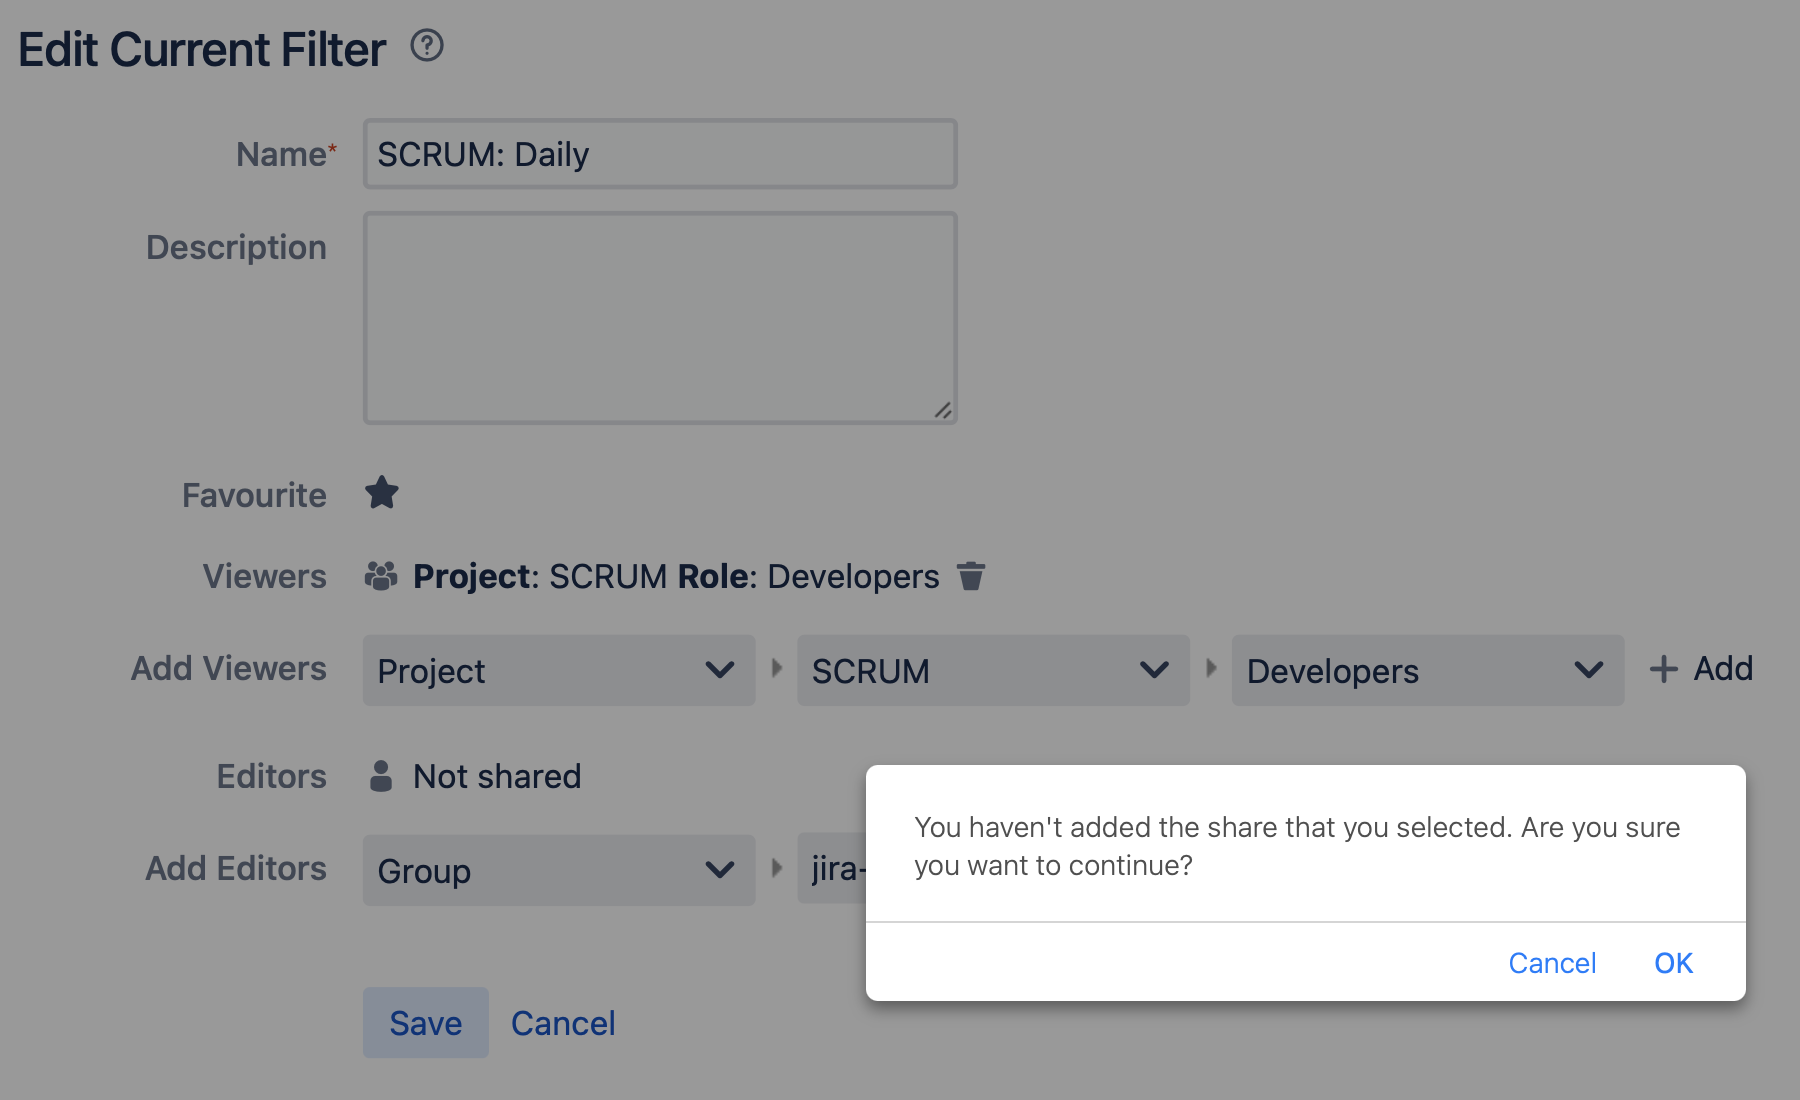 Edit Current Filter
Name* SCRUM: Daily
Description
Favourite
Viewers Project: SCRUM Role: Developers
Add Viewers Project SCRUM Developers + Add
Editors Not shared
Add Editors Group jira-
You haven't added the share that you selected. Are you sure
you want to continue?
Cancel OK
Save Cancel